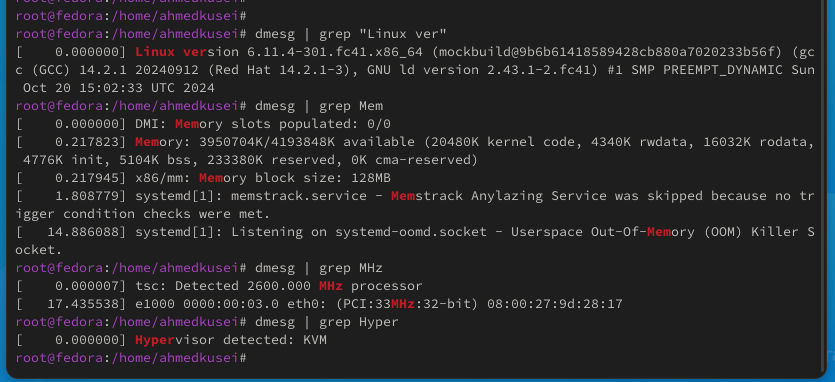 root@fedora:/home/ahmedkusei#
root@fedora:/home/ahmedkusei#
root@fedora:/home/ahmedkusei# dmesg | grep "Linux ver"
[    0.000000] Linux version 6.11.4-301.fc41.x86_64 (mockbuild@9b6b61418589428cb880a7020233b56f) (gc
c (GCC) 14.2.1 20240912 (Red Hat 14.2.1-3), GNU ld version 2.43.1-2.fc41) #1 SMP PREEMPT_DYNAMIC Sun
 Oct 20 15:02:33 UTC 2024
root@fedora:/home/ahmedkusei# dmesg | grep Mem
[    0.000000] DMI: Memory slots populated: 0/0
[    0.217823] Memory: 3950704K/4193848K available (20480K kernel code, 4340K rwdata, 16032K rodata,
 4776K init, 5104K bss, 233380K reserved, 0K cma-reserved)
[    0.217945] x86/mm: Memory block size: 128MB
[    1.808779] systemd[1]: memstrack.service - Memstrack Anylazing Service was skipped because no tr
igger condition checks were met.
[   14.886088] systemd[1]: Listening on systemd-oomd.socket - Userspace Out-Of-Memory (OOM) Killer S
ocket.
root@fedora:/home/ahmedkusei# dmesg | grep MHz
[    0.000007] tsc: Detected 2600.000 MHz processor
[   17.435538] e1000 0000:00:03.0 eth0: (PCI:33MHz:32-bit) 08:00:27:9d:28:17
root@fedora:/home/ahmedkusei# dmesg | grep Hyper
[    0.000000] Hypervisor detected: KVM
root@fedora:/home/ahmedkusei#